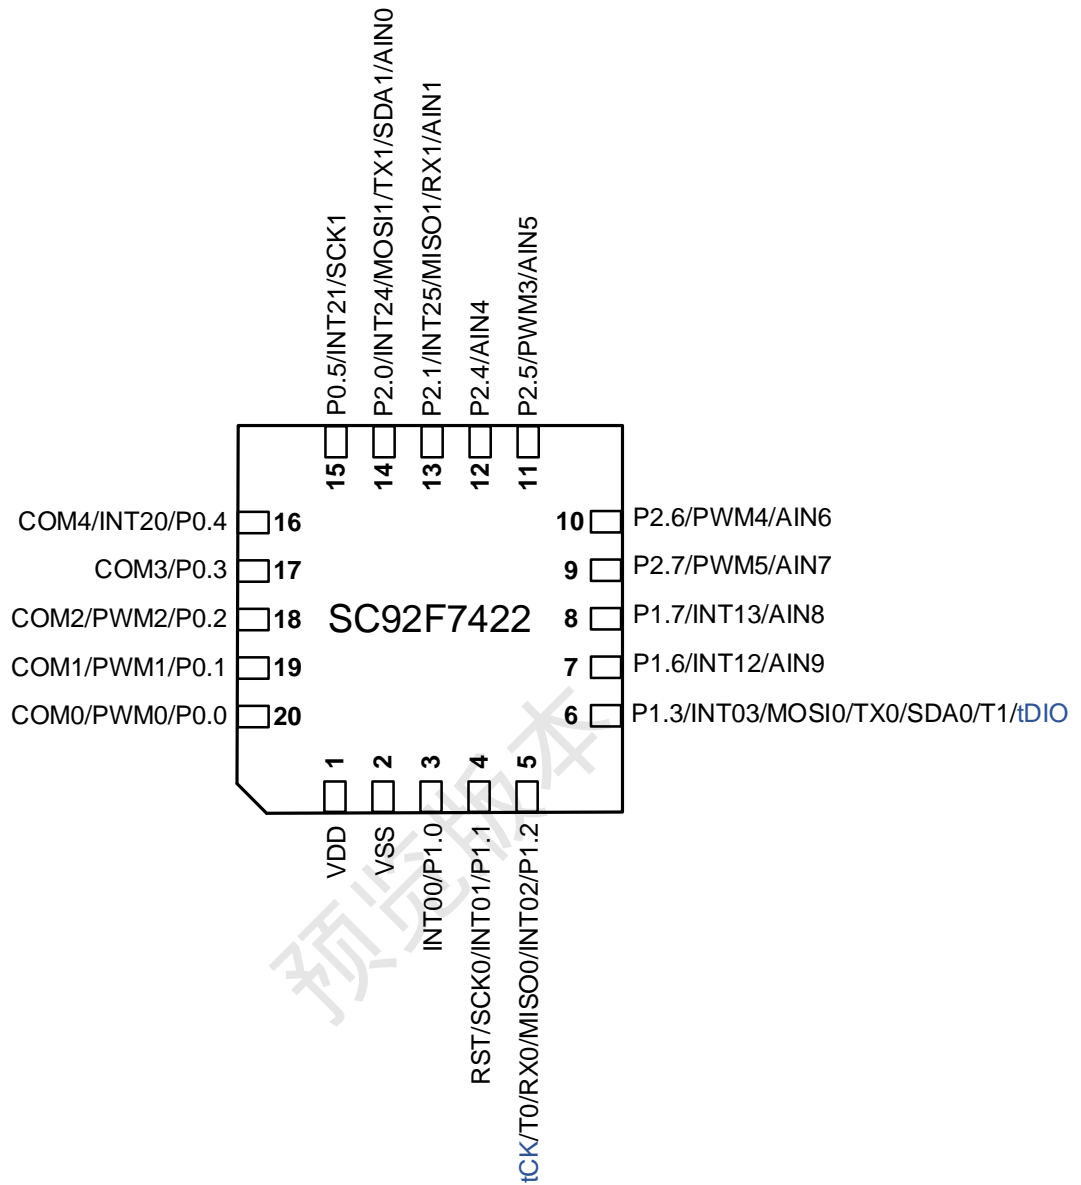 P0.5/INT21/SCK1
P2.0/INT24/MOSI1/TX1/SDA1/AIN0
P2.1/INT25/MISO1/RX1/AIN1
P2.4/AIN4
P2.5/PWM3/AIN5
15
14
13
12
11
COM4/INT20/P0.4
16
10
P2.6/PWM4/AIN6
COM3/P0.3
17
9
P2.7/PWM5/AIN7
COM2/PWM2/P0.2
18
SC92F7422
8
P1.7/INT13/AIN8
COM1/PWM1/P0.1
19
7
P1.6/INT12/AIN9
COM0/PWM0/P0.0
20
6
P1.3/INT03/MOSI0/TX0/SDA0/T1/tDIO
1
2
3
4
5
VDD
VSS
INT00/P1.0
RST/SCK0/INT01/P1.1
tCK/T0/RX0/MISO0/INT02/P1.2
预览版本